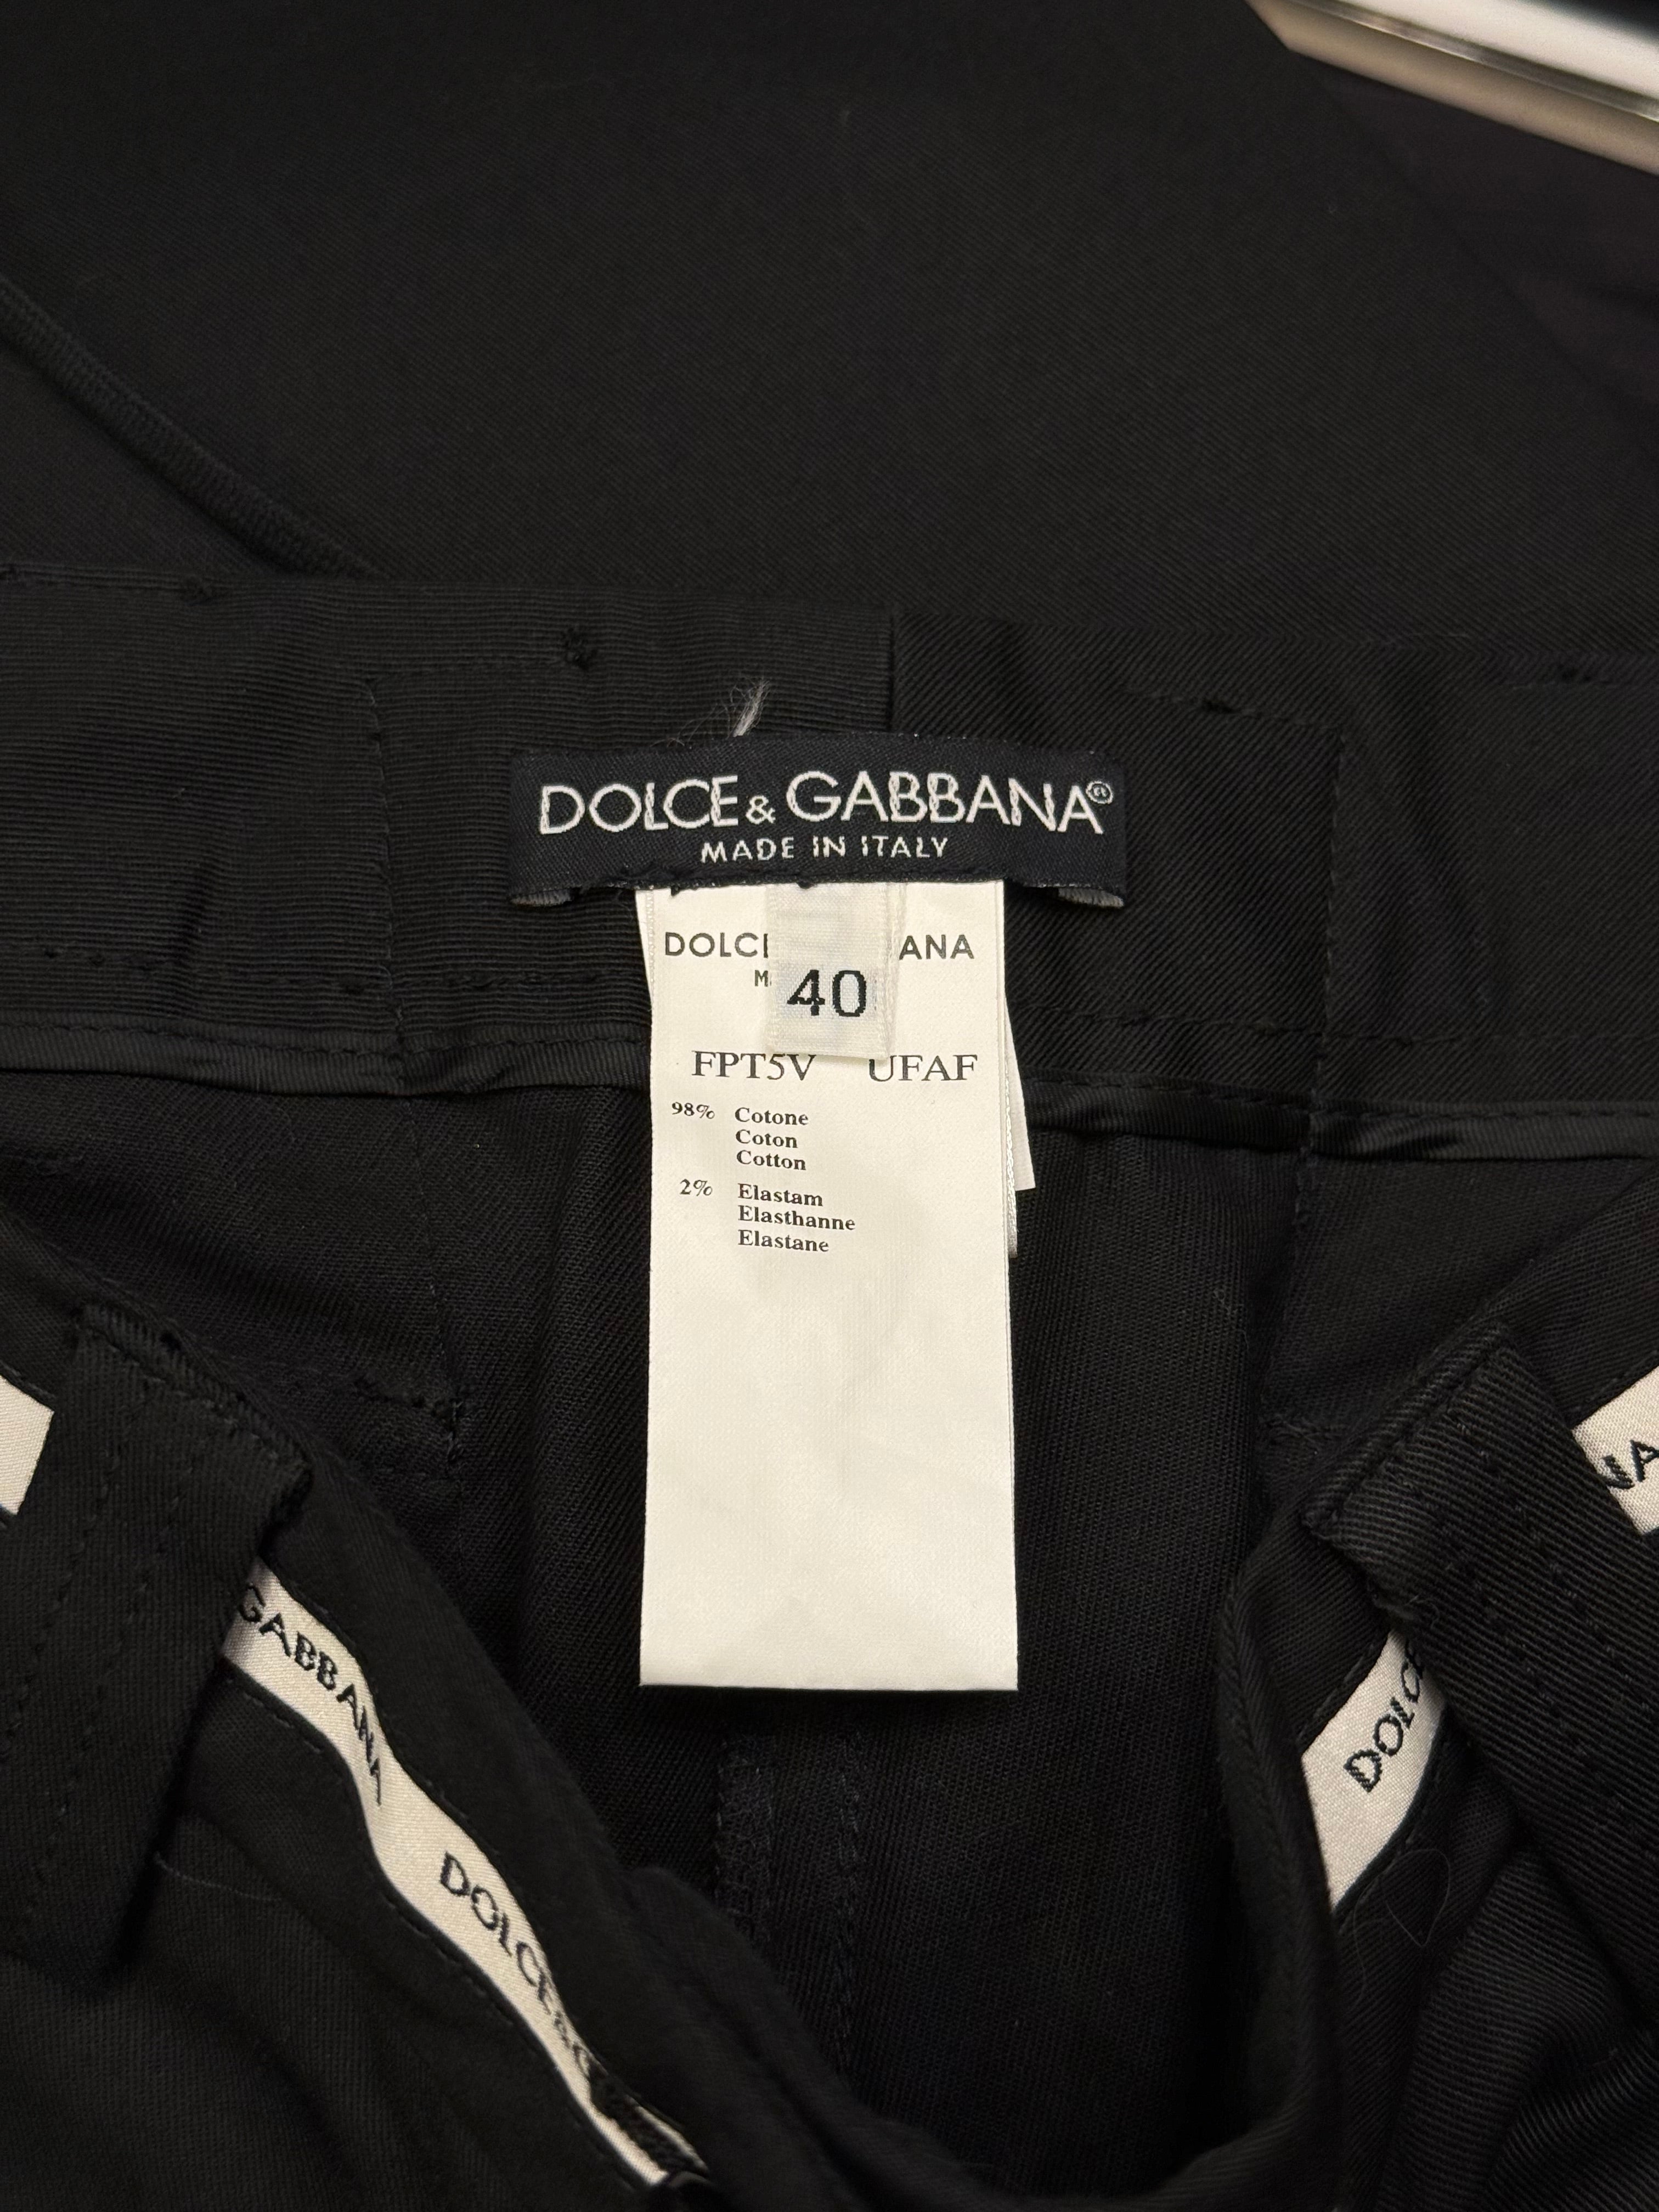 DOLCE & GABBANA®
MADE IN ITALY
DOLC ANA
M
40
FPT5V UFAF
98% Cotone
Coton
Cotton
2% Elastam
Elasthanne
Elastane
NA
GABBANA
DOLCE
DOLCE